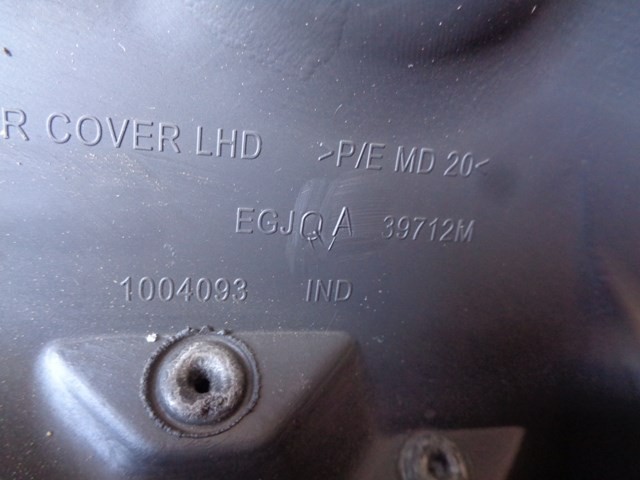 R COVER LHD >P/E MD 20<
EGJQA 39712M
1004093 IND